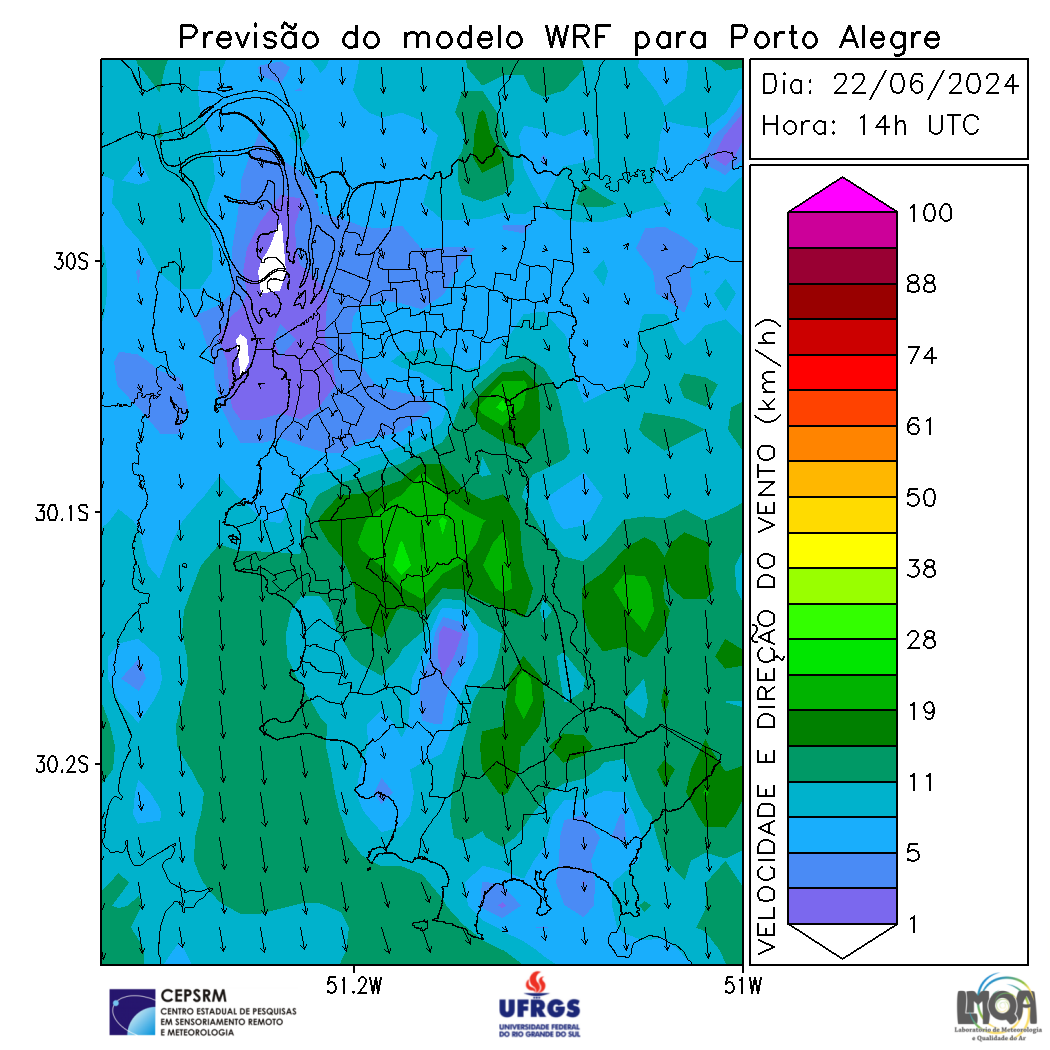 Previsão do modelo WRF para Porto Alegre
Dia: 22/06/2024
Hora: 14h UTC
30S
30.1S
30.2S
51.2W
51W
VELOCIDADE E DIREÇÃO DO VENTO (km/h)
100
88
74
61
50
38
28
19
11
5
1
CEPSRM
CENTRO ESTADUAL DE PESQUISAS
EM SENSORIAMENTO REMOTO
E METEOROLOGIA
UFRGS
UNIVERSIDADE FEDERAL
DO RIO GRANDE DO SUL
LMQA
Laboratório de Meteorologia
e Qualidade do Ar